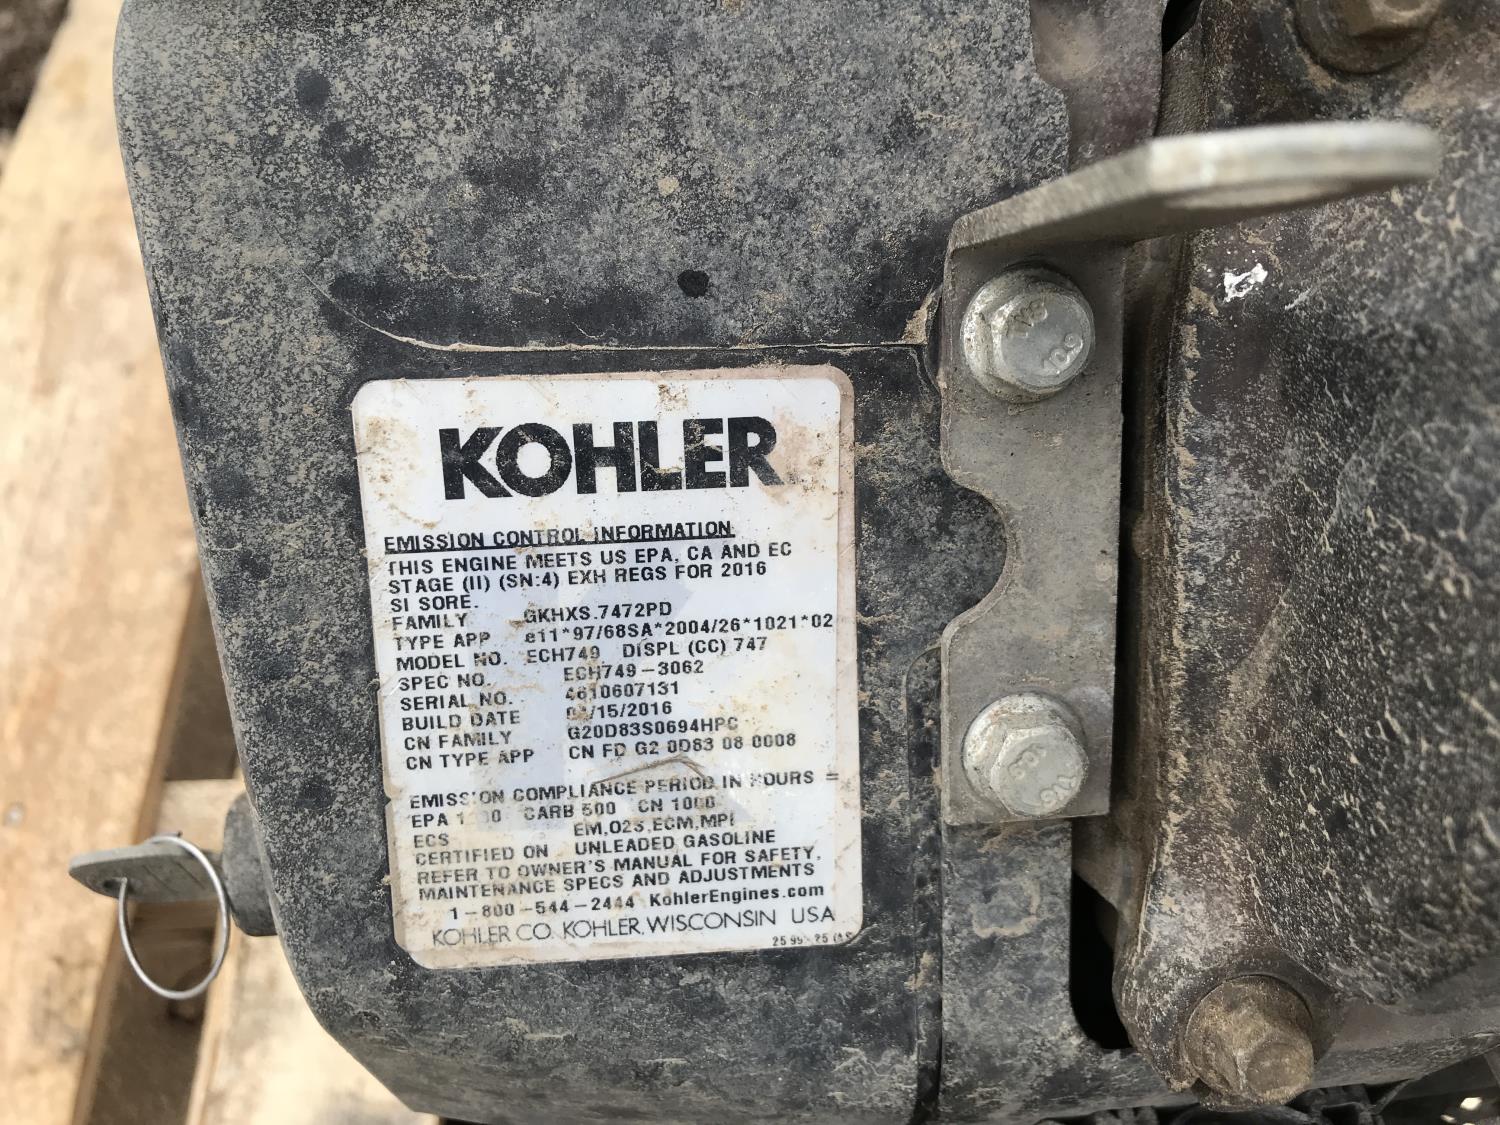 KOHLER
EMISSION CONTROL INFORMATION
THIS ENGINE MEETS US EPA, CA AND EC
STAGE (II) (SN:4) EXH REGS FOR 2016
SI SORE.
FAMILY GKHXS.7472PD
TYPE APP e11*97/68SA*2004/26*1021*02
MODEL NO. ECH749 DISPL (CC) 747
SPEC NO. ECH749-3062
SERIAL NO. 4610607131
BUILD DATE /15/2016
CN FAMILY G20D83S0694HPC
CN TYPE APP CN FD G2 0D83 08 0008
EMISSION COMPLIANCE PERIOD IN HOURS =
EPA CARB 500 CN 1000
ECS EM,O2S,ECM,MPI
CERTIFIED ON UNLEADED GASOLINE
REFER TO OWNER'S MANUAL FOR SAFETY,
MAINTENANCE SPECS AND ADJUSTMENTS
1-800-544-2444 KohlerEngines.com
KOHLER CO. KOHLER, WISCONSIN USA
10.9